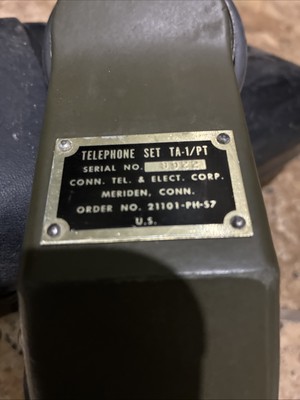 TELEPHONE SET TA-1/PT
SERIAL NO.
CONN. TEL. & ELECT. CORP.
MERIDEN, CONN.
ORDER NO. 21101-PH-57
U.S.